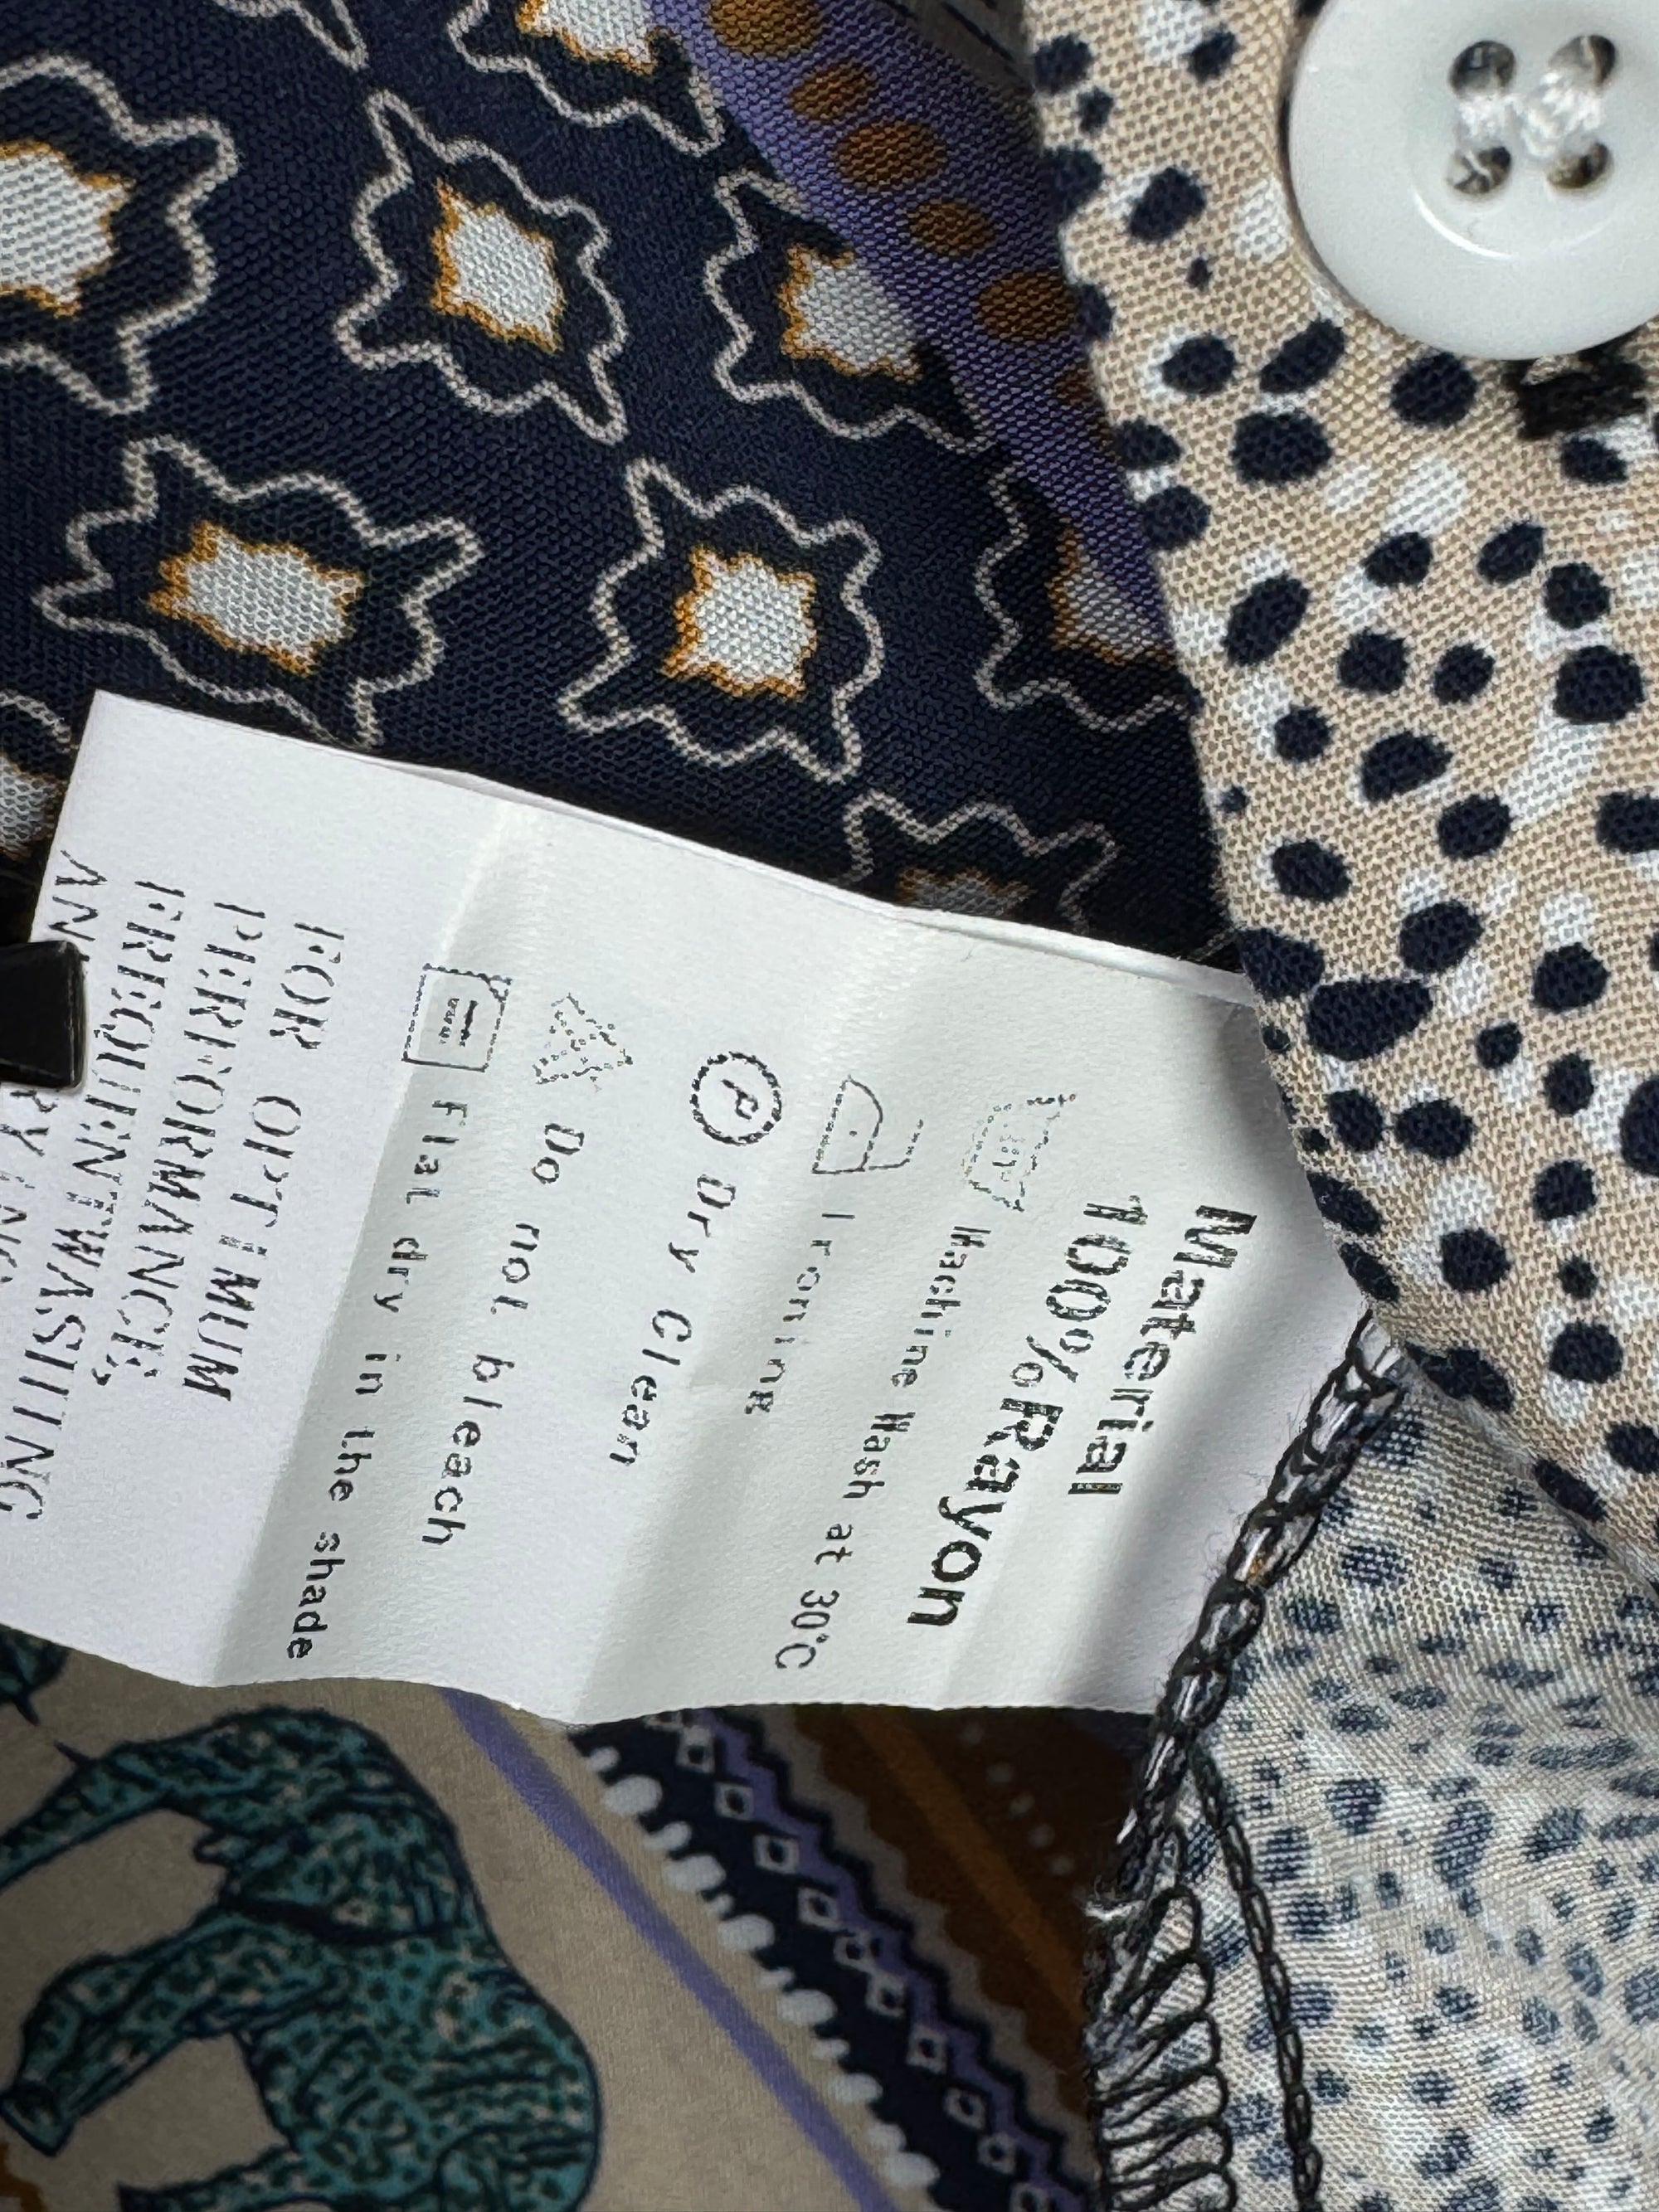 Material
100%Rayon
Machine Wash at 30°C
Ironing
P Dry Clean
Do not bleach
Flat dry in the shade
FOR OPTIMUM
PERFORMANCE,
FREQUENTWASHING